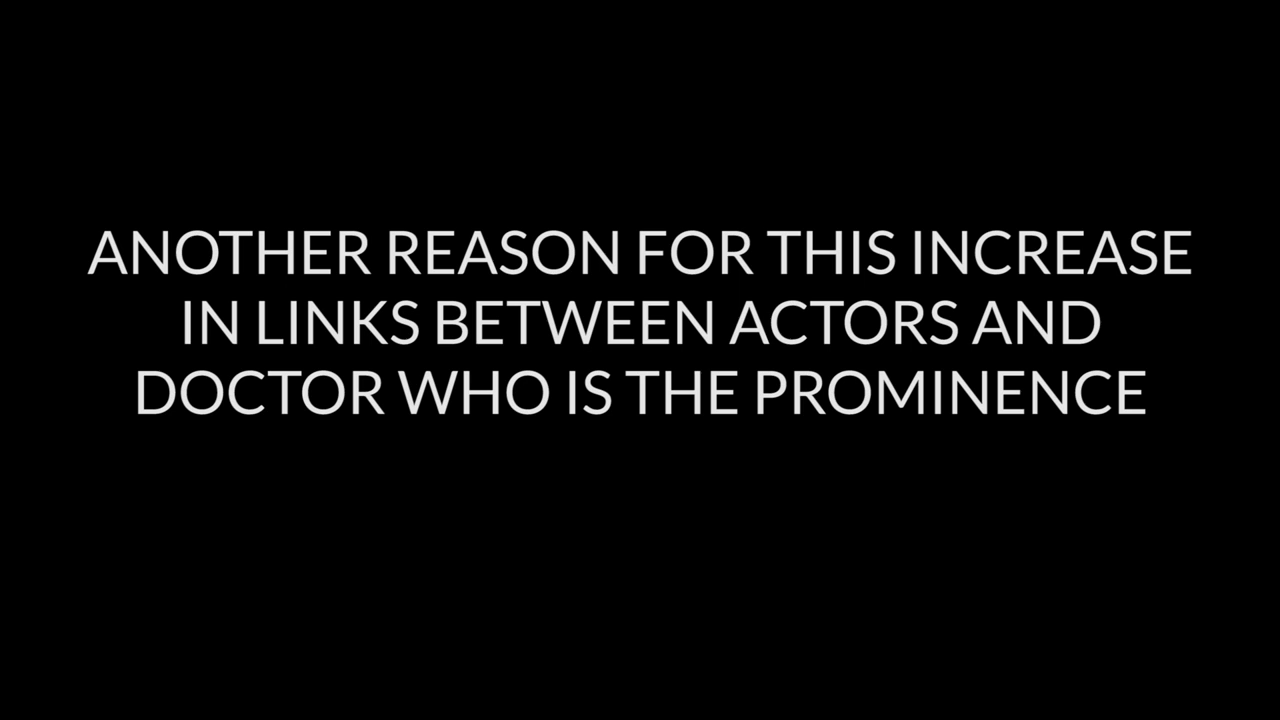 ANOTHER REASON FOR THIS INCREASE
IN LINKS BETWEEN ACTORS AND
DOCTOR WHO IS THE PROMINENCE